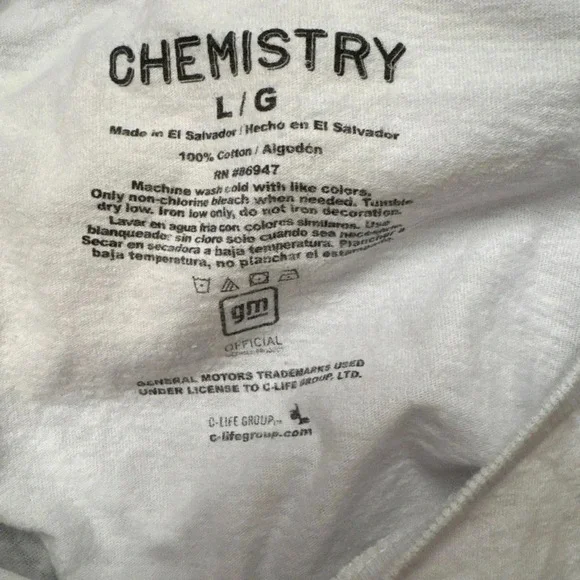 CHEMISTRY
L/G
Made in El Salvador/Hecho en El Salvador
100% Cotton/Algodón
RN #86947
Machine wash cold with like colors.
Only non-chlorine bleach when needed. Tumble
dry low. Iron low only, do not iron decoration.
Lavar en agua fria con colores similares. Use
blanqueador sin cloro solo cuando sea necesario.
Secar en secadora a baja temperatura. Planchar a
baja temperatura, no planchar el estampado.
gm
OFFICIAL
GENERAL MOTORS TRADEMARKS USED
UNDER LICENSE TO C-LIFE GROUP, LTD.
C-LIFE GROUP
c-lifegroup.com